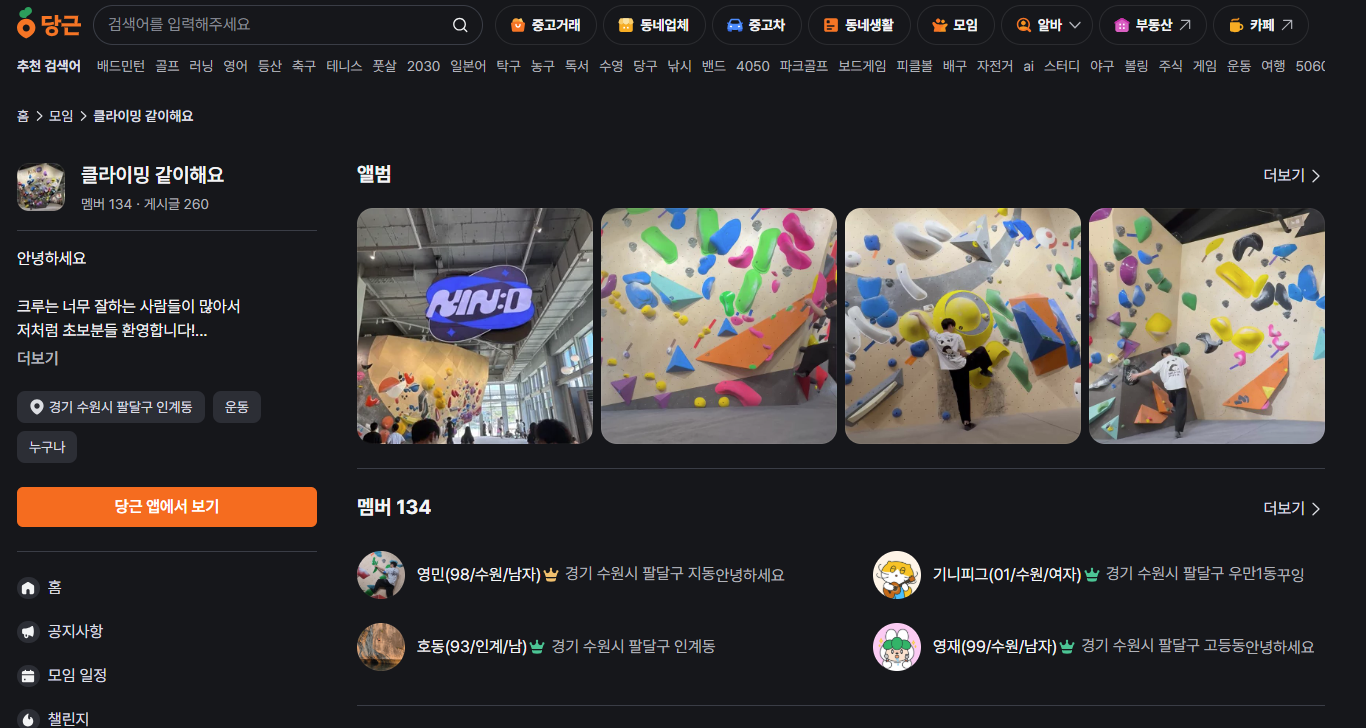 당근
검색어를 입력해주세요
중고거래
동네업체
중고차
동네생활
모임
알바
부동산
카페
추천 검색어 배드민턴 골프 러닝 영어 등산 축구 테니스 풋살 2030 일본어 탁구 농구 독서 수영 당구 낚시 밴드 4050 파크골프 보드게임 피클볼 배구 자전거 ai 스터디 야구 볼링 주식 게임 운동 여행 5060
홈 > 모임 > 클라이밍 같이해요
클라이밍 같이해요
멤버 134 · 게시글 260
안녕하세요
크루는 너무 잘하는 사람들이 많아서
저처럼 초보분들 환영합니다!...
더보기
경기 수원시 팔달구 인계동
운동
누구나
당근 앱에서 보기
홈
공지사항
모임 일정
챌린지
앨범
더보기
멤버 134
더보기
영민(98/수원/남자) 경기 수원시 팔달구 지동안녕하세요
기니피그(01/수원/여자) 경기 수원시 팔달구 우만1동꾸잉
호동(93/인계/남) 경기 수원시 팔달구 인계동
영재(99/수원/남자) 경기 수원시 팔달구 고등동안녕하세요